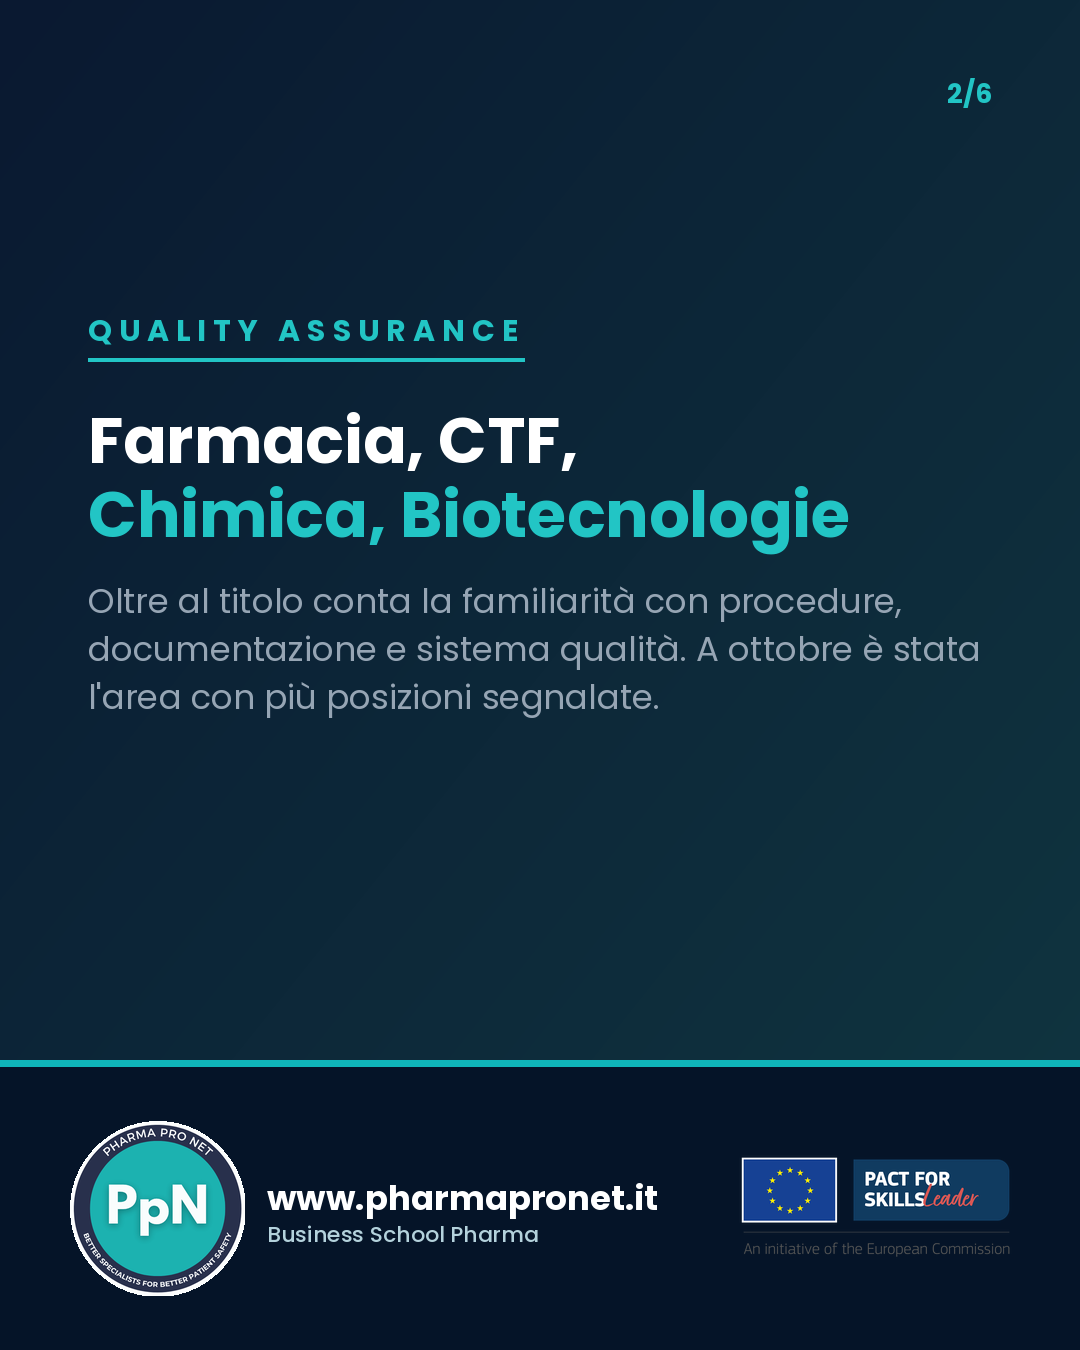 2/6
QUALITY ASSURANCE
Farmacia, CTF,
Chimica, Biotecnologie
Oltre al titolo conta la familiarità con procedure,
documentazione e sistema qualità. A ottobre è stata
l'area con più posizioni segnalate.
PHARMA PRO NET
PpN
BETTER SPECIALISTS FOR BETTER PATIENT SAFETY
www.pharmapronet.it
Business School Pharma
PACT FOR
SKILLS Leader
An initiative of the European Commission